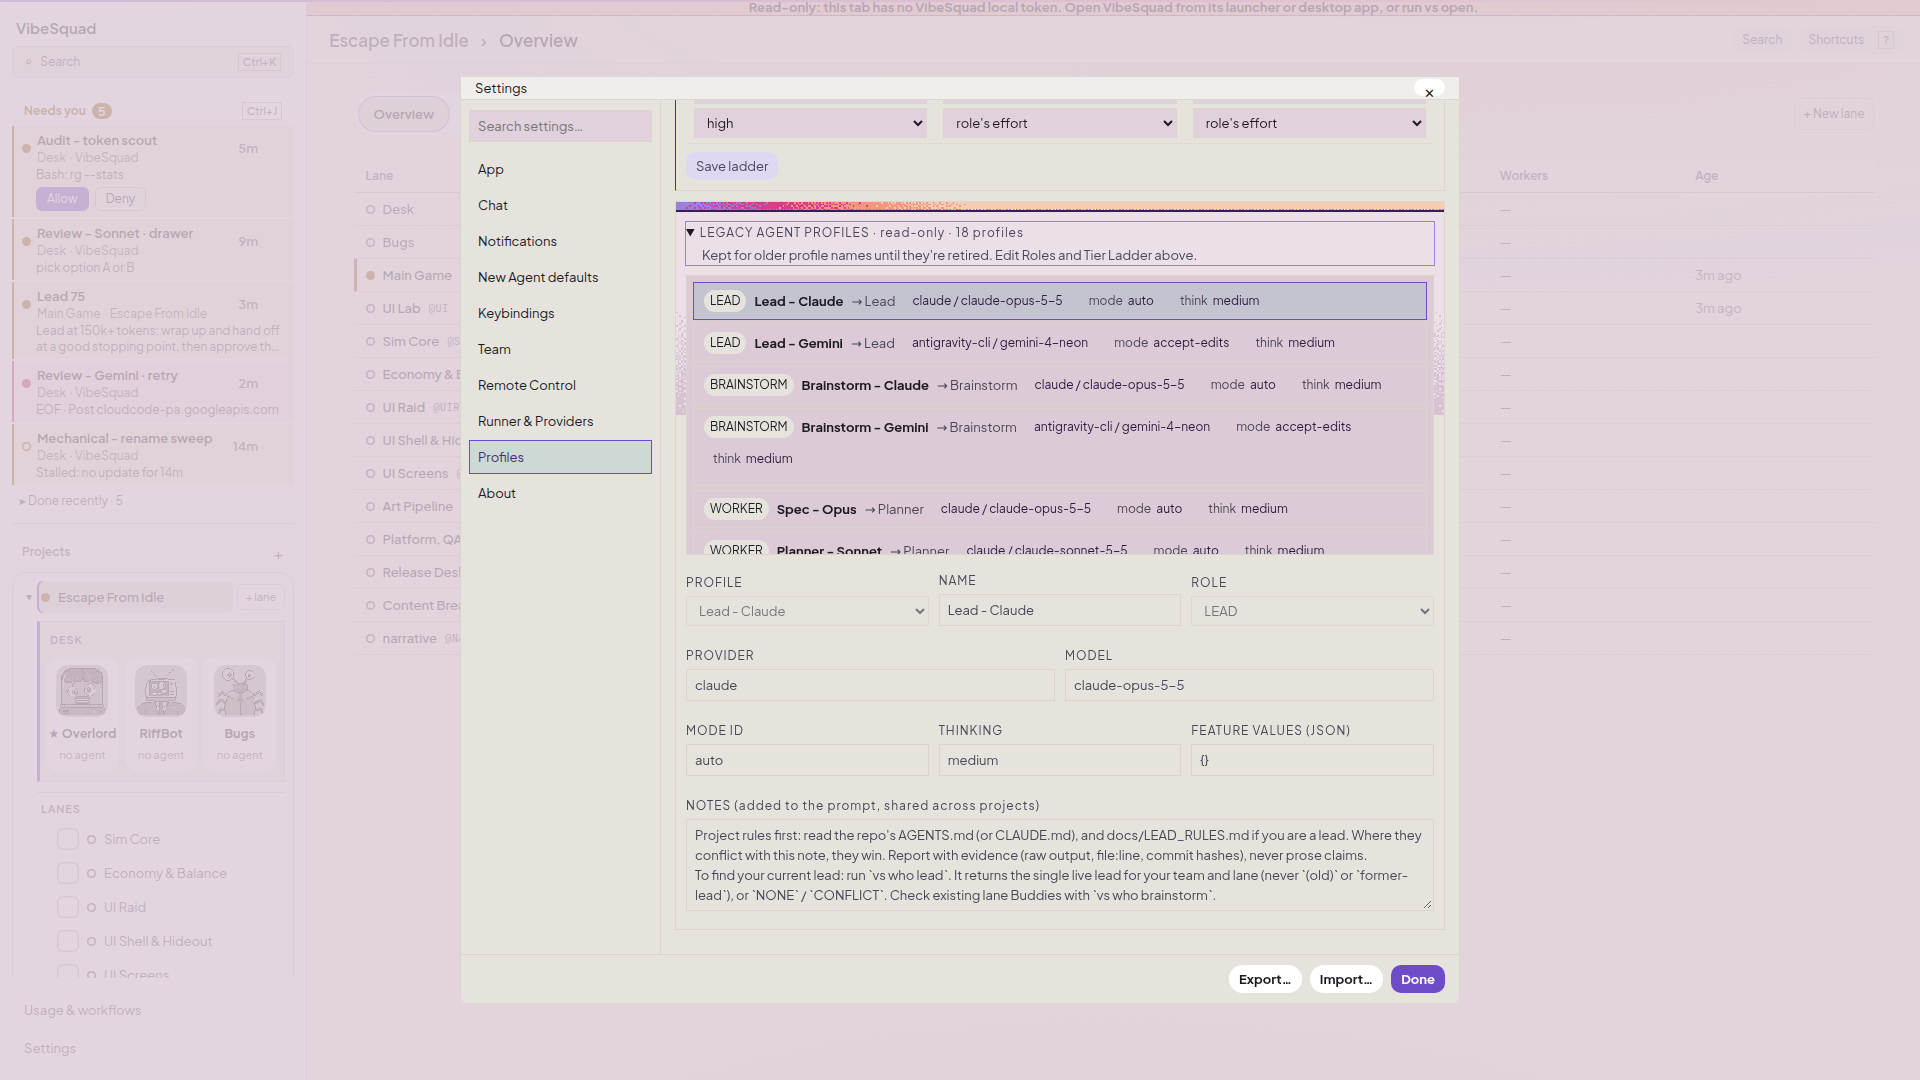 Read-only: this tab has no VibeSquad local token. Open VibeSquad from its launcher or desktop app, or run vs open.
VibeSquad
Search
Ctrl+K
Needs you 5
Ctrl+J
Audit – token scout
5m
Desk · VibeSquad
Bash: rg --stats
Allow
Deny
Review – Sonnet · drawer
9m
Desk · VibeSquad
pick option A or B
Lead 75
3m
Main Game · Escape From Idle
Lead at 150k+ tokens: wrap up and hand off
at a good stopping point, then approve th…
Review – Gemini · retry
2m
Desk · VibeSquad
EOF · Post cloudcode-pa.googleapis.com
Mechanical – rename sweep
14m
Desk · VibeSquad
Stalled: no update for 14m
▸ Done recently · 5
Projects
+
▾
Escape From Idle
+ lane
DESK
★ Overlord
no agent
RiffBot
no agent
Bugs
no agent
LANES
Sim Core
Economy & Balance
UI Raid
UI Shell & Hideout
UI Screens
Usage & workflows
Settings
Escape From Idle › Overview
Search
Shortcuts ?
Overview
+ New lane
Lane
Workers
Age
Desk
—
Bugs
—
Main Game
—
3m ago
UI Lab @UI
—
3m ago
Sim Core @S
—
Economy & B
—
UI Raid @UIR
—
UI Shell & Hid
—
UI Screens
—
Art Pipeline
—
Platform, QA
—
Release Desk
—
Content Brea
—
narrative @N
—
Settings
×
Search settings…
App
Chat
Notifications
New Agent defaults
Keybindings
Team
Remote Control
Runner & Providers
Profiles
About
high
role's effort
role's effort
Save ladder
▼ LEGACY AGENT PROFILES · read-only · 18 profiles
Kept for older profile names until they're retired. Edit Roles and Tier Ladder above.
LEAD Lead – Claude → Lead claude / claude-opus-5-5 mode auto think medium
LEAD Lead – Gemini → Lead antigravity-cli / gemini-4-neon mode accept-edits think medium
BRAINSTORM Brainstorm – Claude → Brainstorm claude / claude-opus-5-5 mode auto think medium
BRAINSTORM Brainstorm – Gemini → Brainstorm antigravity-cli / gemini-4-neon mode accept-edits
think medium
WORKER Spec – Opus → Planner claude / claude-opus-5-5 mode auto think medium
WORKER Planner – Sonnet → Planner claude / claude-sonnet-5-5 mode auto think medium
PROFILE
NAME
ROLE
Lead – Claude
Lead – Claude
LEAD
PROVIDER
MODEL
claude
claude-opus-5-5
MODE ID
THINKING
FEATURE VALUES (JSON)
auto
medium
{}
NOTES (added to the prompt, shared across projects)
Project rules first: read the repo's AGENTS.md (or CLAUDE.md), and docs/LEAD_RULES.md if you are a lead. Where they
conflict with this note, they win. Report with evidence (raw output, file:line, commit hashes), never prose claims.
To find your current lead: run `vs who lead`. It returns the single live lead for your team and lane (never `(old)` or `former-
lead`), or `NONE` / `CONFLICT`. Check existing lane Buddies with `vs who brainstorm`.
Export…
Import…
Done